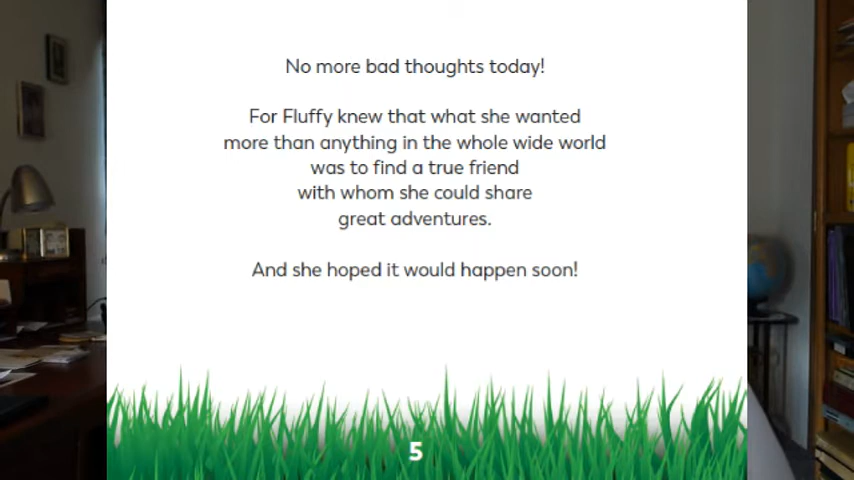 No more bad thoughts today!
For Fluffy knew that what she wanted
more than anything in the whole wide world
was to find a true friend
with whom she could share
great adventures.
And she hoped it would happen soon!
5